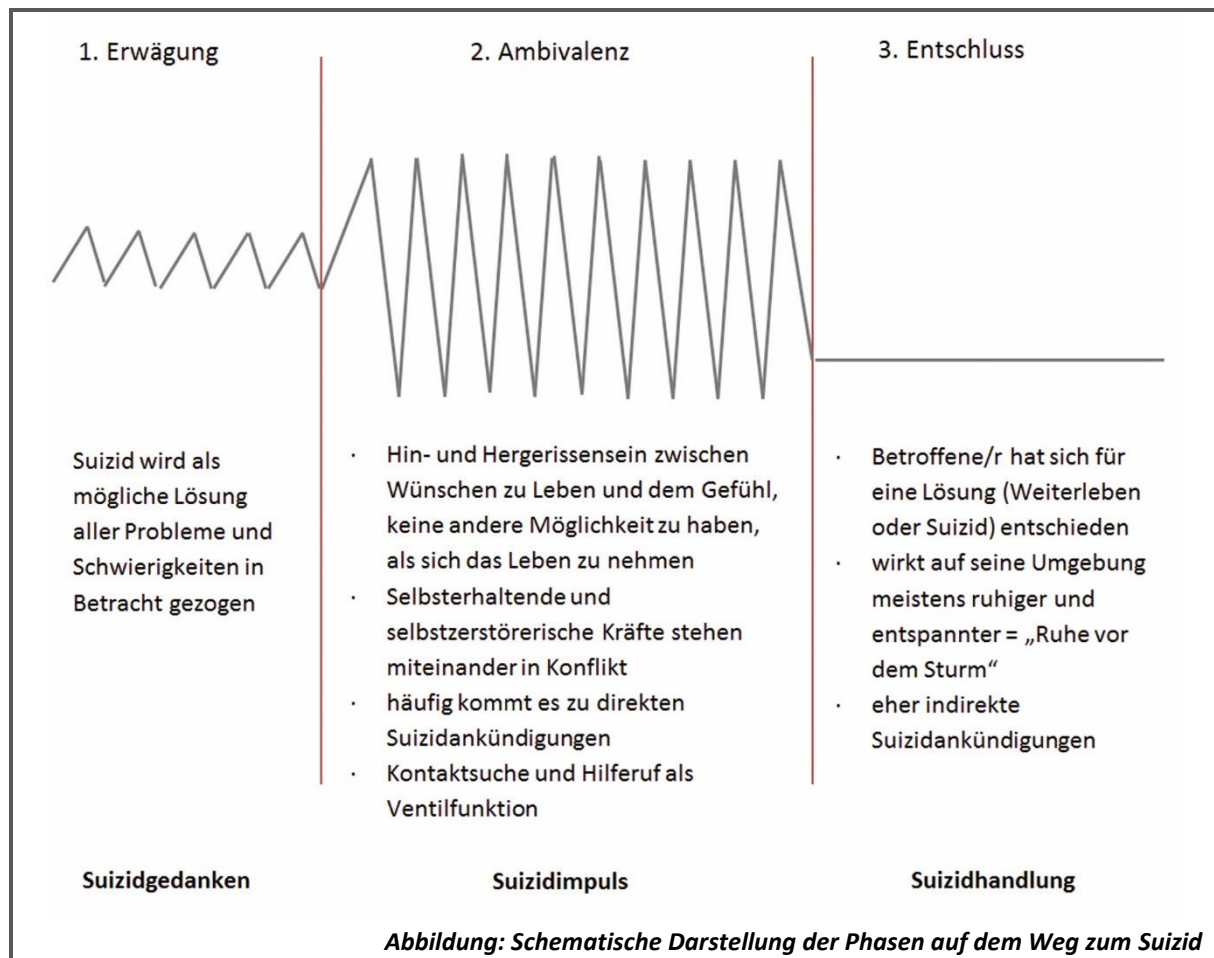 1. Erwägung
2. Ambivalenz
3. Entschluss
Suizid wird als
mögliche Lösung
aller Probleme und
Schwierigkeiten in
Betracht gezogen
· Hin- und Hergerissensein zwischen
Wünschen zu Leben und dem Gefühl,
keine andere Möglichkeit zu haben,
als sich das Leben zu nehmen
· Selbsterhaltende und
selbstzerstörerische Kräfte stehen
miteinander in Konflikt
· häufig kommt es zu direkten
Suizidankündigungen
· Kontaktsuche und Hilferuf als
Ventilfunktion
· Betroffene/r hat sich für
eine Lösung (Weiterleben
oder Suizid) entschieden
· wirkt auf seine Umgebung
meistens ruhiger und
entspannter = „Ruhe vor
dem Sturm“
· eher indirekte
Suizidankündigungen
Suizidgedanken
Suizidimpuls
Suizidhandlung
Abbildung: Schematische Darstellung der Phasen auf dem Weg zum Suizid